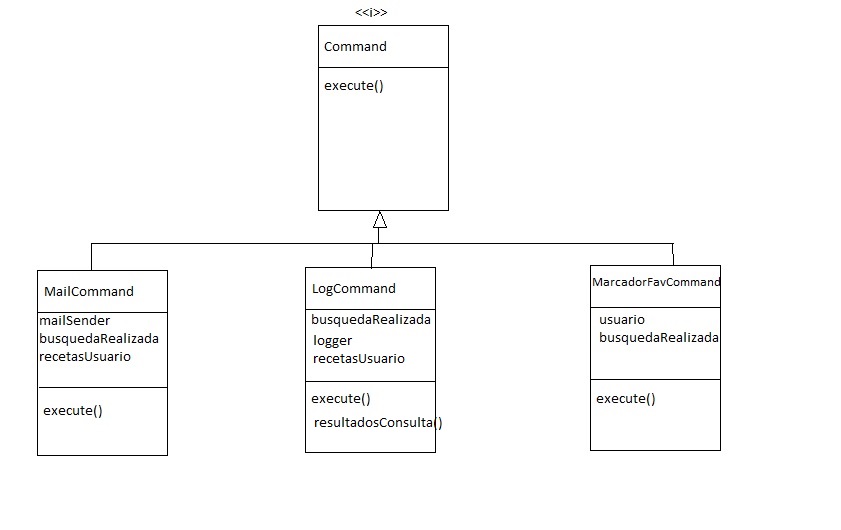 <<i>>
Command
execute()
MailCommand
mailSender
busquedaRealizada
recetasUsuario
execute()
LogCommand
busquedaRealizada
logger
recetasUsuario
execute()
resultadosConsulta()
MarcadorFavCommand
usuario
busquedaRealizada
execute()